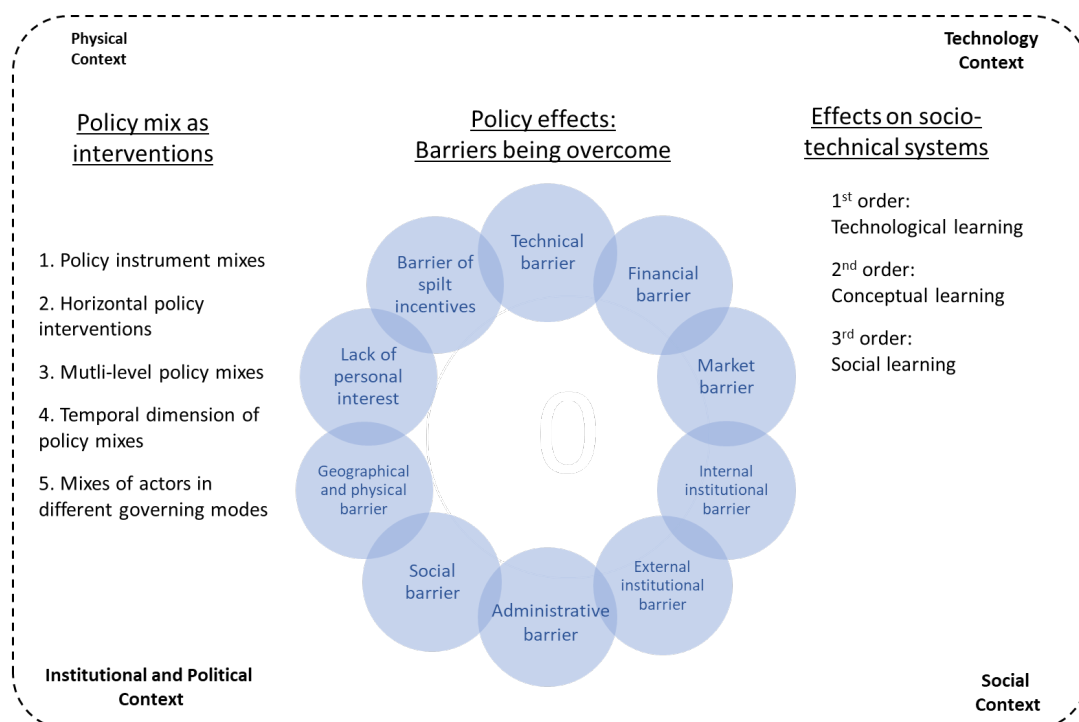 Physical
Context
Technology
Context
Policy mix as
interventions
Policy effects:
Barriers being overcome
Effects on socio-
technical systems
1. Policy instrument mixes
2. Horizontal policy
interventions
3. Mutli-level policy mixes
4. Temporal dimension of
policy mixes
5. Mixes of actors in
different governing modes
Technical
barrier
Financial
barrier
Market
barrier
Internal
institutional
barrier
External
institutional
barrier
Administrative
barrier
Social
barrier
Geographical
and physical
barrier
Lack of
personal
interest
Barrier of
spilt
incentives
0
1st order:
Technological learning
2nd order:
Conceptual learning
3rd order:
Social learning
Institutional and Political
Context
Social
Context